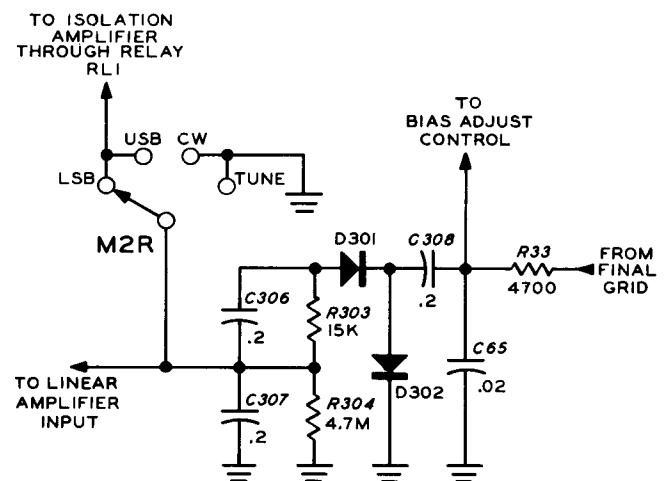 TO ISOLATION
AMPLIFIER
THROUGH RELAY
RL1
TO
BIAS ADJUST
CONTROL
USB
CW
LSB
TUNE
M2R
D301
C308
.2
R33
4700
FROM
FINAL
GRID
C306
.2
R303
15K
C65
.02
D302
TO LINEAR
AMPLIFIER
INPUT
C307
.2
R304
4.7M